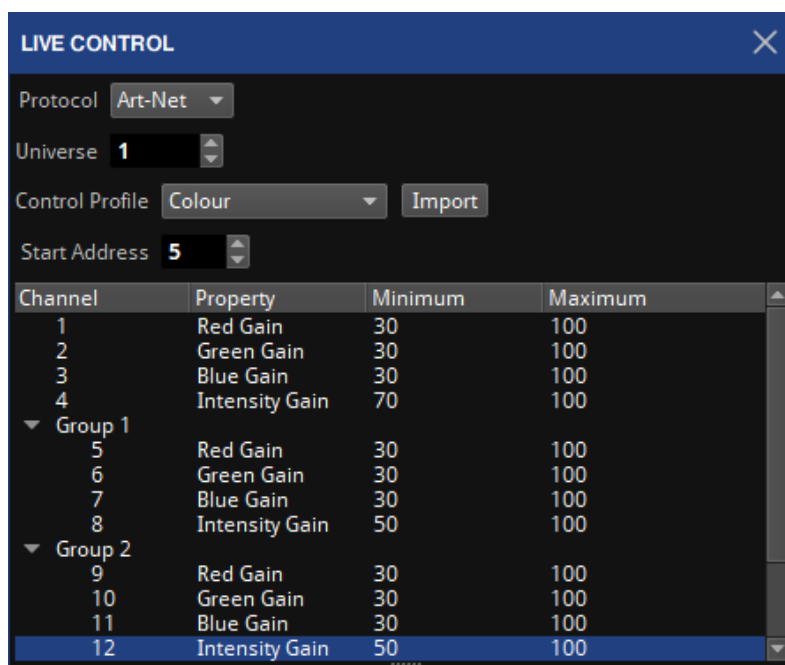 LIVE CONTROL
Protocol Art-Net
Universe 1
Control Profile Colour Import
Start Address 5
Channel Property Minimum Maximum
1 Red Gain 30 100
2 Green Gain 30 100
3 Blue Gain 30 100
4 Intensity Gain 70 100
Group 1
5 Red Gain 30 100
6 Green Gain 30 100
7 Blue Gain 30 100
8 Intensity Gain 50 100
Group 2
9 Red Gain 30 100
10 Green Gain 30 100
11 Blue Gain 30 100
12 Intensity Gain 50 100